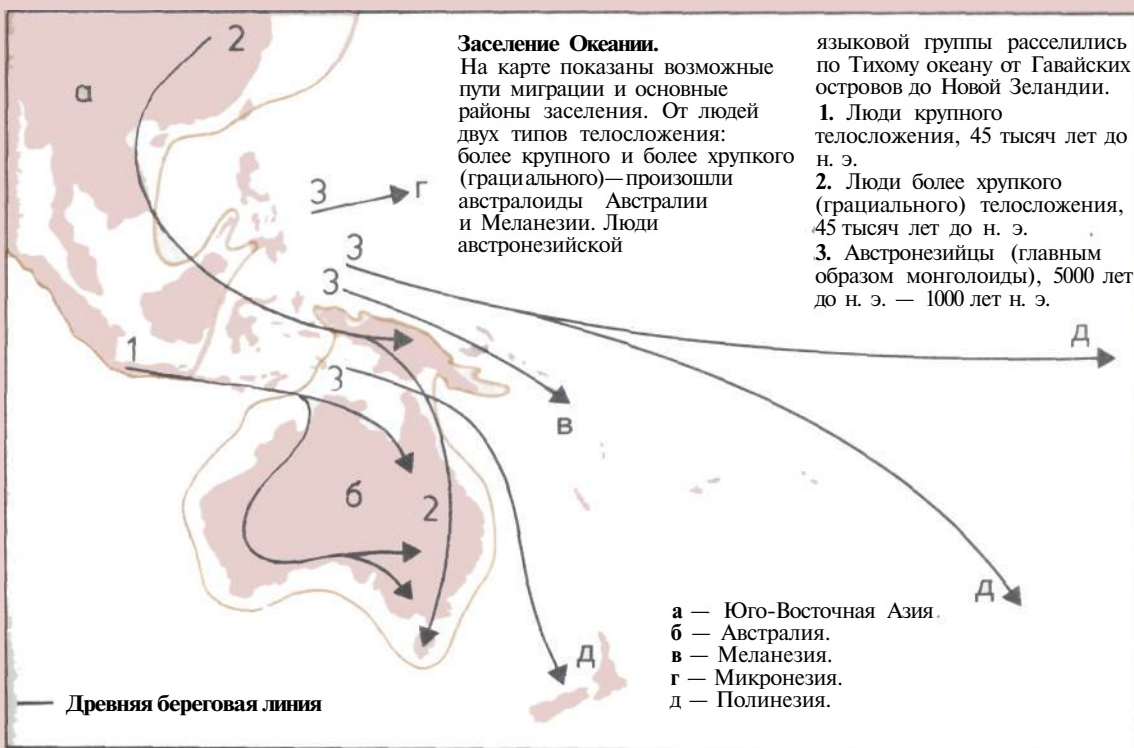 Заселение Океании.
На карте показаны возможные
пути миграции и основные
районы заселения. От людей
двух типов телосложения:
более крупного и более хрупкого
(грациального)—произошли
австралоиды Австралии
и Меланезии. Люди
австронезийской
языковой группы расселились
по Тихому океану от Гавайских
островов до Новой Зеландии.
1. Люди крупного
телосложения, 45 тысяч лет до
н. э.
2. Люди более хрупкого
(грациального) телосложения,
45 тысяч лет до н. э.
3. Австронезийцы (главным
образом монголоиды), 5000 лет
до н. э. — 1000 лет н. э.
2
а
3
г
3
3
д
1
3
в
б
2
д
д
а — Юго-Восточная Азия.
б — Австралия.
в — Меланезия.
г — Микронезия.
д — Полинезия.
Древняя береговая линия